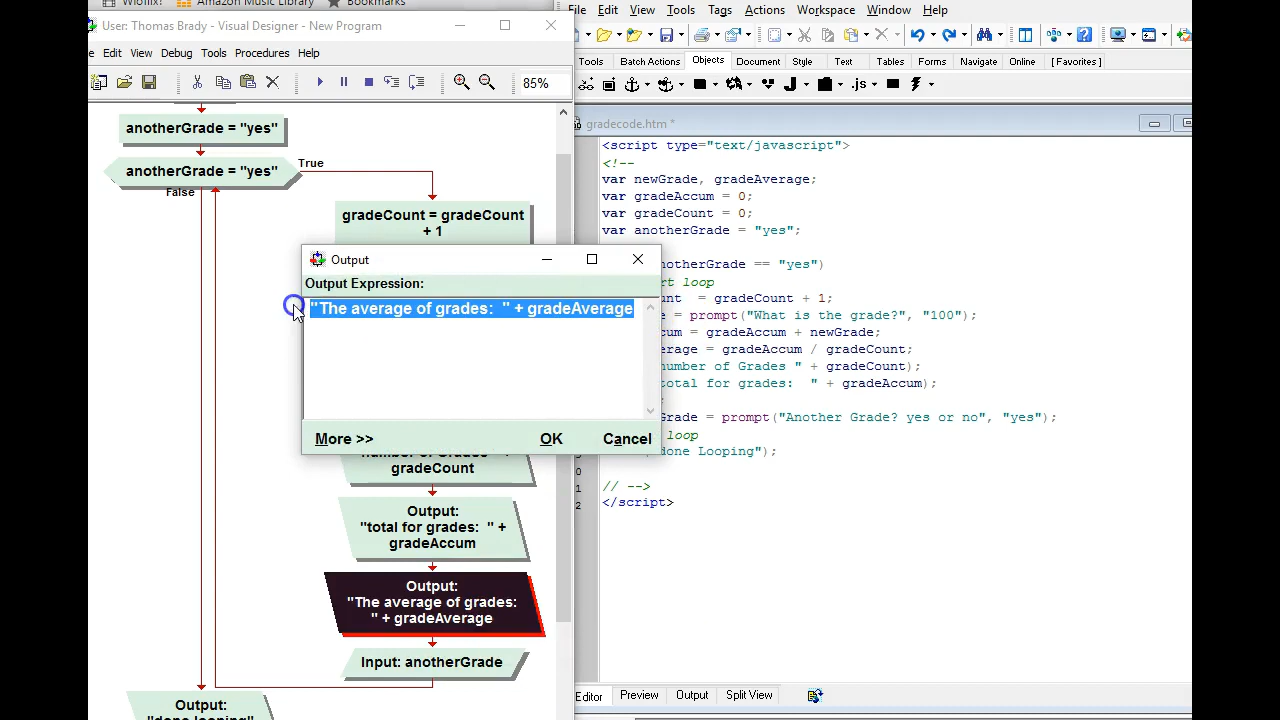 Amazon Music Library
Bookmarks
User: Thomas Brady - Visual Designer - New Program
Edit View Debug Tools Procedures Help
85%
anotherGrade = "yes"
anotherGrade = "yes"
True
False
gradeCount = gradeCount
+ 1
Output
Output Expression:
"The average of grades:  " + gradeAverage
More >>
OK
Cancel
gradeCount
Output:
"total for grades:  " +
gradeAccum
Output:
"The average of grades:
" + gradeAverage
Input: anotherGrade
Output:
"done looping"
File Edit View Tools Tags Actions Workspace Window Help
Tools Batch Actions Objects Document Style Text Tables Forms Navigate Online [Favorites]
.js
gradecode.htm *
<script type="text/javascript">
<!--
var newGrade, gradeAverage;
var gradeAccum = 0;
var gradeCount = 0;
var anotherGrade = "yes";
notherGrade == "yes")
rt loop
unt  = gradeCount + 1;
e = prompt("What is the grade?", "100");
um = gradeAccum + newGrade;
erage = gradeAccum / gradeCount;
number of Grades " + gradeCount);
total for grades:  " + gradeAccum);
;
Grade = prompt("Another Grade? yes or no", "yes");
loop
done Looping");
0
1 // -->
2 </script>
Editor Preview Output Split View